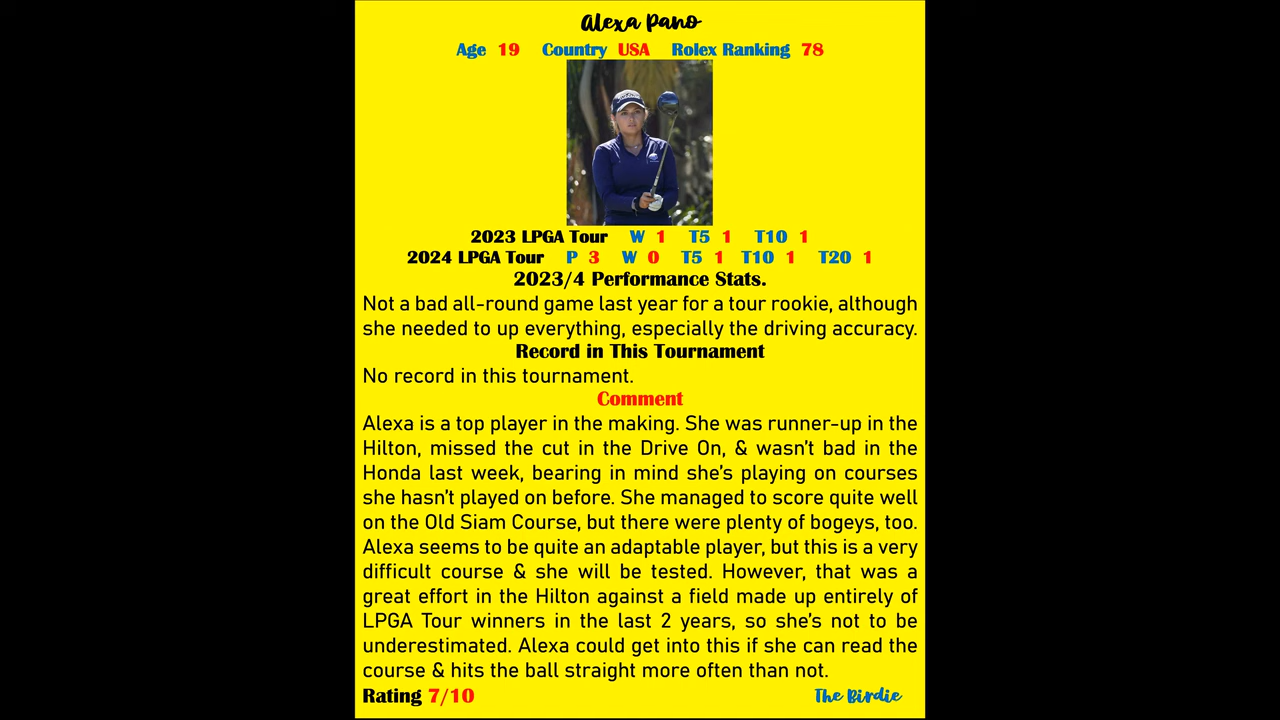 Alexa Pano
Age 19 Country USA Rolex Ranking 78
2023 LPGA Tour W 1 T5 1 T10 1
2024 LPGA Tour P 3 W 0 T5 1 T10 1 T20 1
2023/4 Performance Stats.
Not a bad all-round game last year for a tour rookie, although
she needed to up everything, especially the driving accuracy.
Record in This Tournament
No record in this tournament.
Comment
Alexa is a top player in the making. She was runner-up in the
Hilton, missed the cut in the Drive On, & wasn't bad in the
Honda last week, bearing in mind she's playing on courses
she hasn't played on before. She managed to score quite well
on the Old Siam Course, but there were plenty of bogeys, too.
Alexa seems to be quite an adaptable player, but this is a very
difficult course & she will be tested. However, that was a
great effort in the Hilton against a field made up entirely of
LPGA Tour winners in the last 2 years, so she's not to be
underestimated. Alexa could get into this if she can read the
course & hits the ball straight more often than not.
Rating 7/10 The Birdie